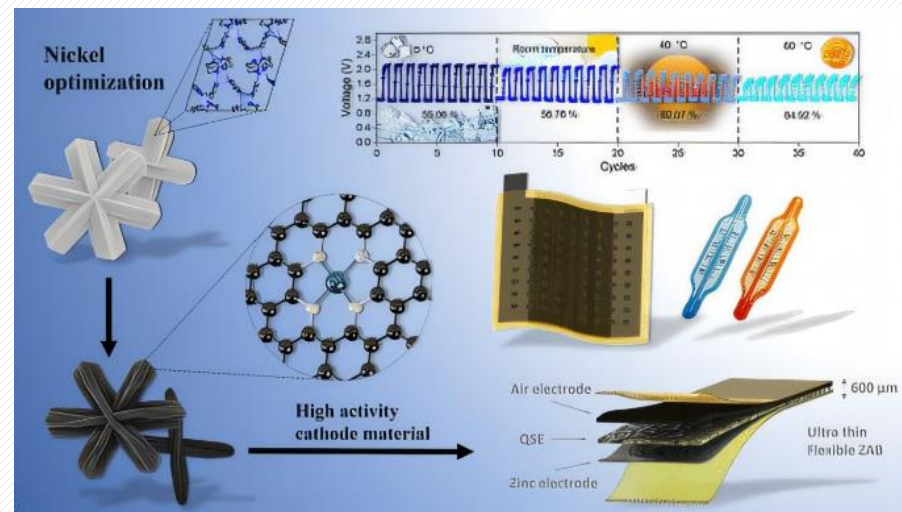 Nickel
optimization
Voltage (V)
2.8
2.4
2.0
1.6
1.2
0.8
0.4
0.0
5 °C
Room temperature
40 °C
60 °C
56.76 %
64.92 %
0 5 10 15 20 25 30 35 40
Cycles
High activity
cathode material
Air electrode
QSE
Zinc electrode
600 μm
Ultra thin
Flexible ZAB